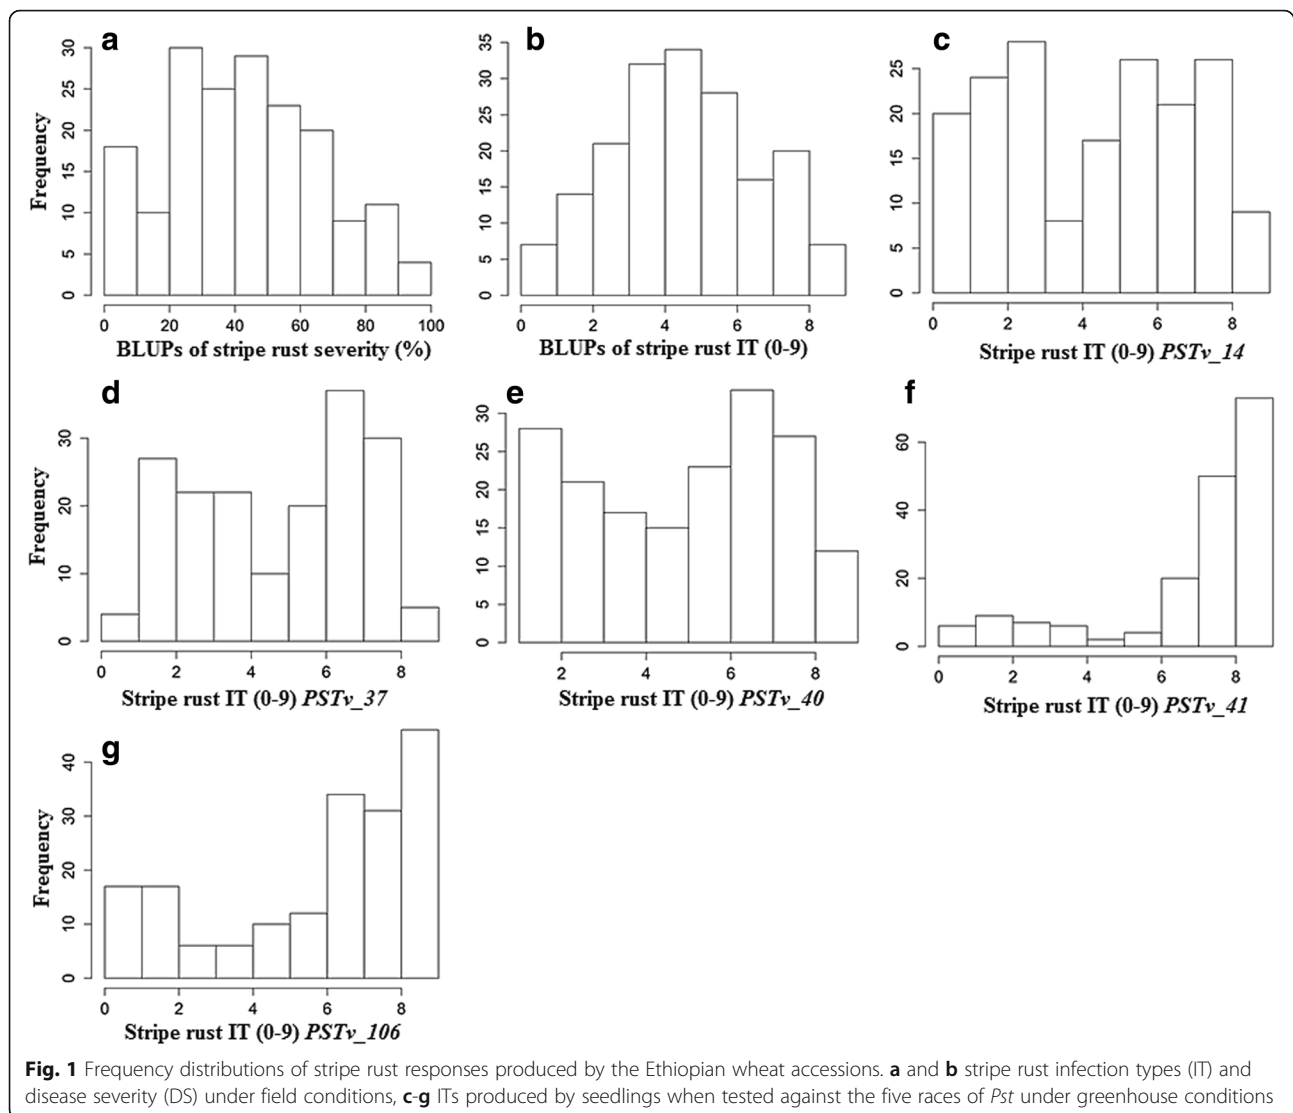 a
30
25
20
15
10
5
0
Frequency
0 20 40 60 80 100
BLUPs of stripe rust severity (%)
b
35
30
25
20
15
10
5
0
0 2 4 6 8
BLUPs of stripe rust IT (0-9)
c
25
20
15
10
5
0
0 2 4 6 8
Stripe rust IT (0-9) PSTv_14
d
30
20
10
0
Frequency
0 2 4 6 8
Stripe rust IT (0-9) PSTv_37
e
30
25
20
15
10
5
0
2 4 6 8
Stripe rust IT (0-9) PSTv_40
f
60
40
20
0
0 2 4 6 8
Stripe rust IT (0-9) PSTv_41
g
40
30
20
10
0
Frequency
0 2 4 6 8
Stripe rust IT (0-9) PSTv_106
Fig. 1 Frequency distributions of stripe rust responses produced by the Ethiopian wheat accessions. a and b stripe rust infection types (IT) and
disease severity (DS) under field conditions, c-g ITs produced by seedlings when tested against the five races of Pst under greenhouse conditions